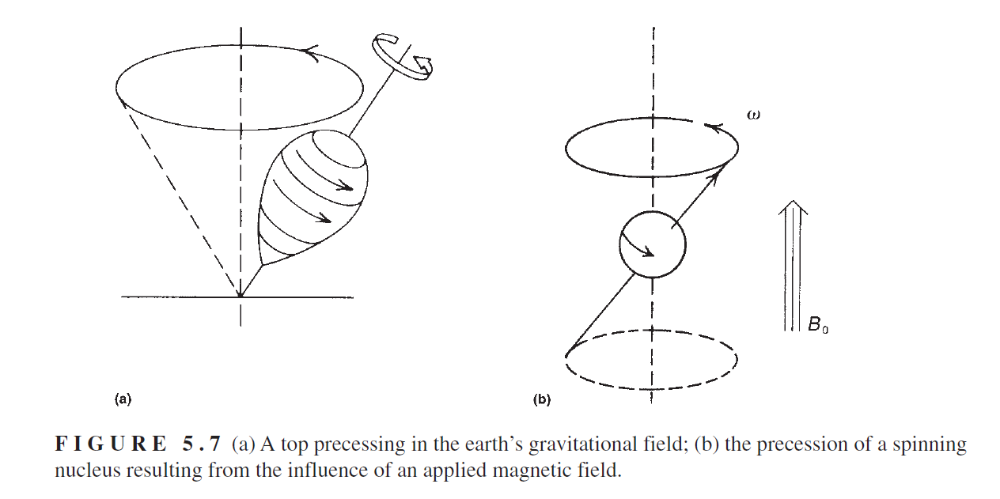 ω
B₀
(a)
(b)
FIGURE 5.7 (a) A top precessing in the earth’s gravitational field; (b) the precession of a spinning
nucleus resulting from the influence of an applied magnetic field.